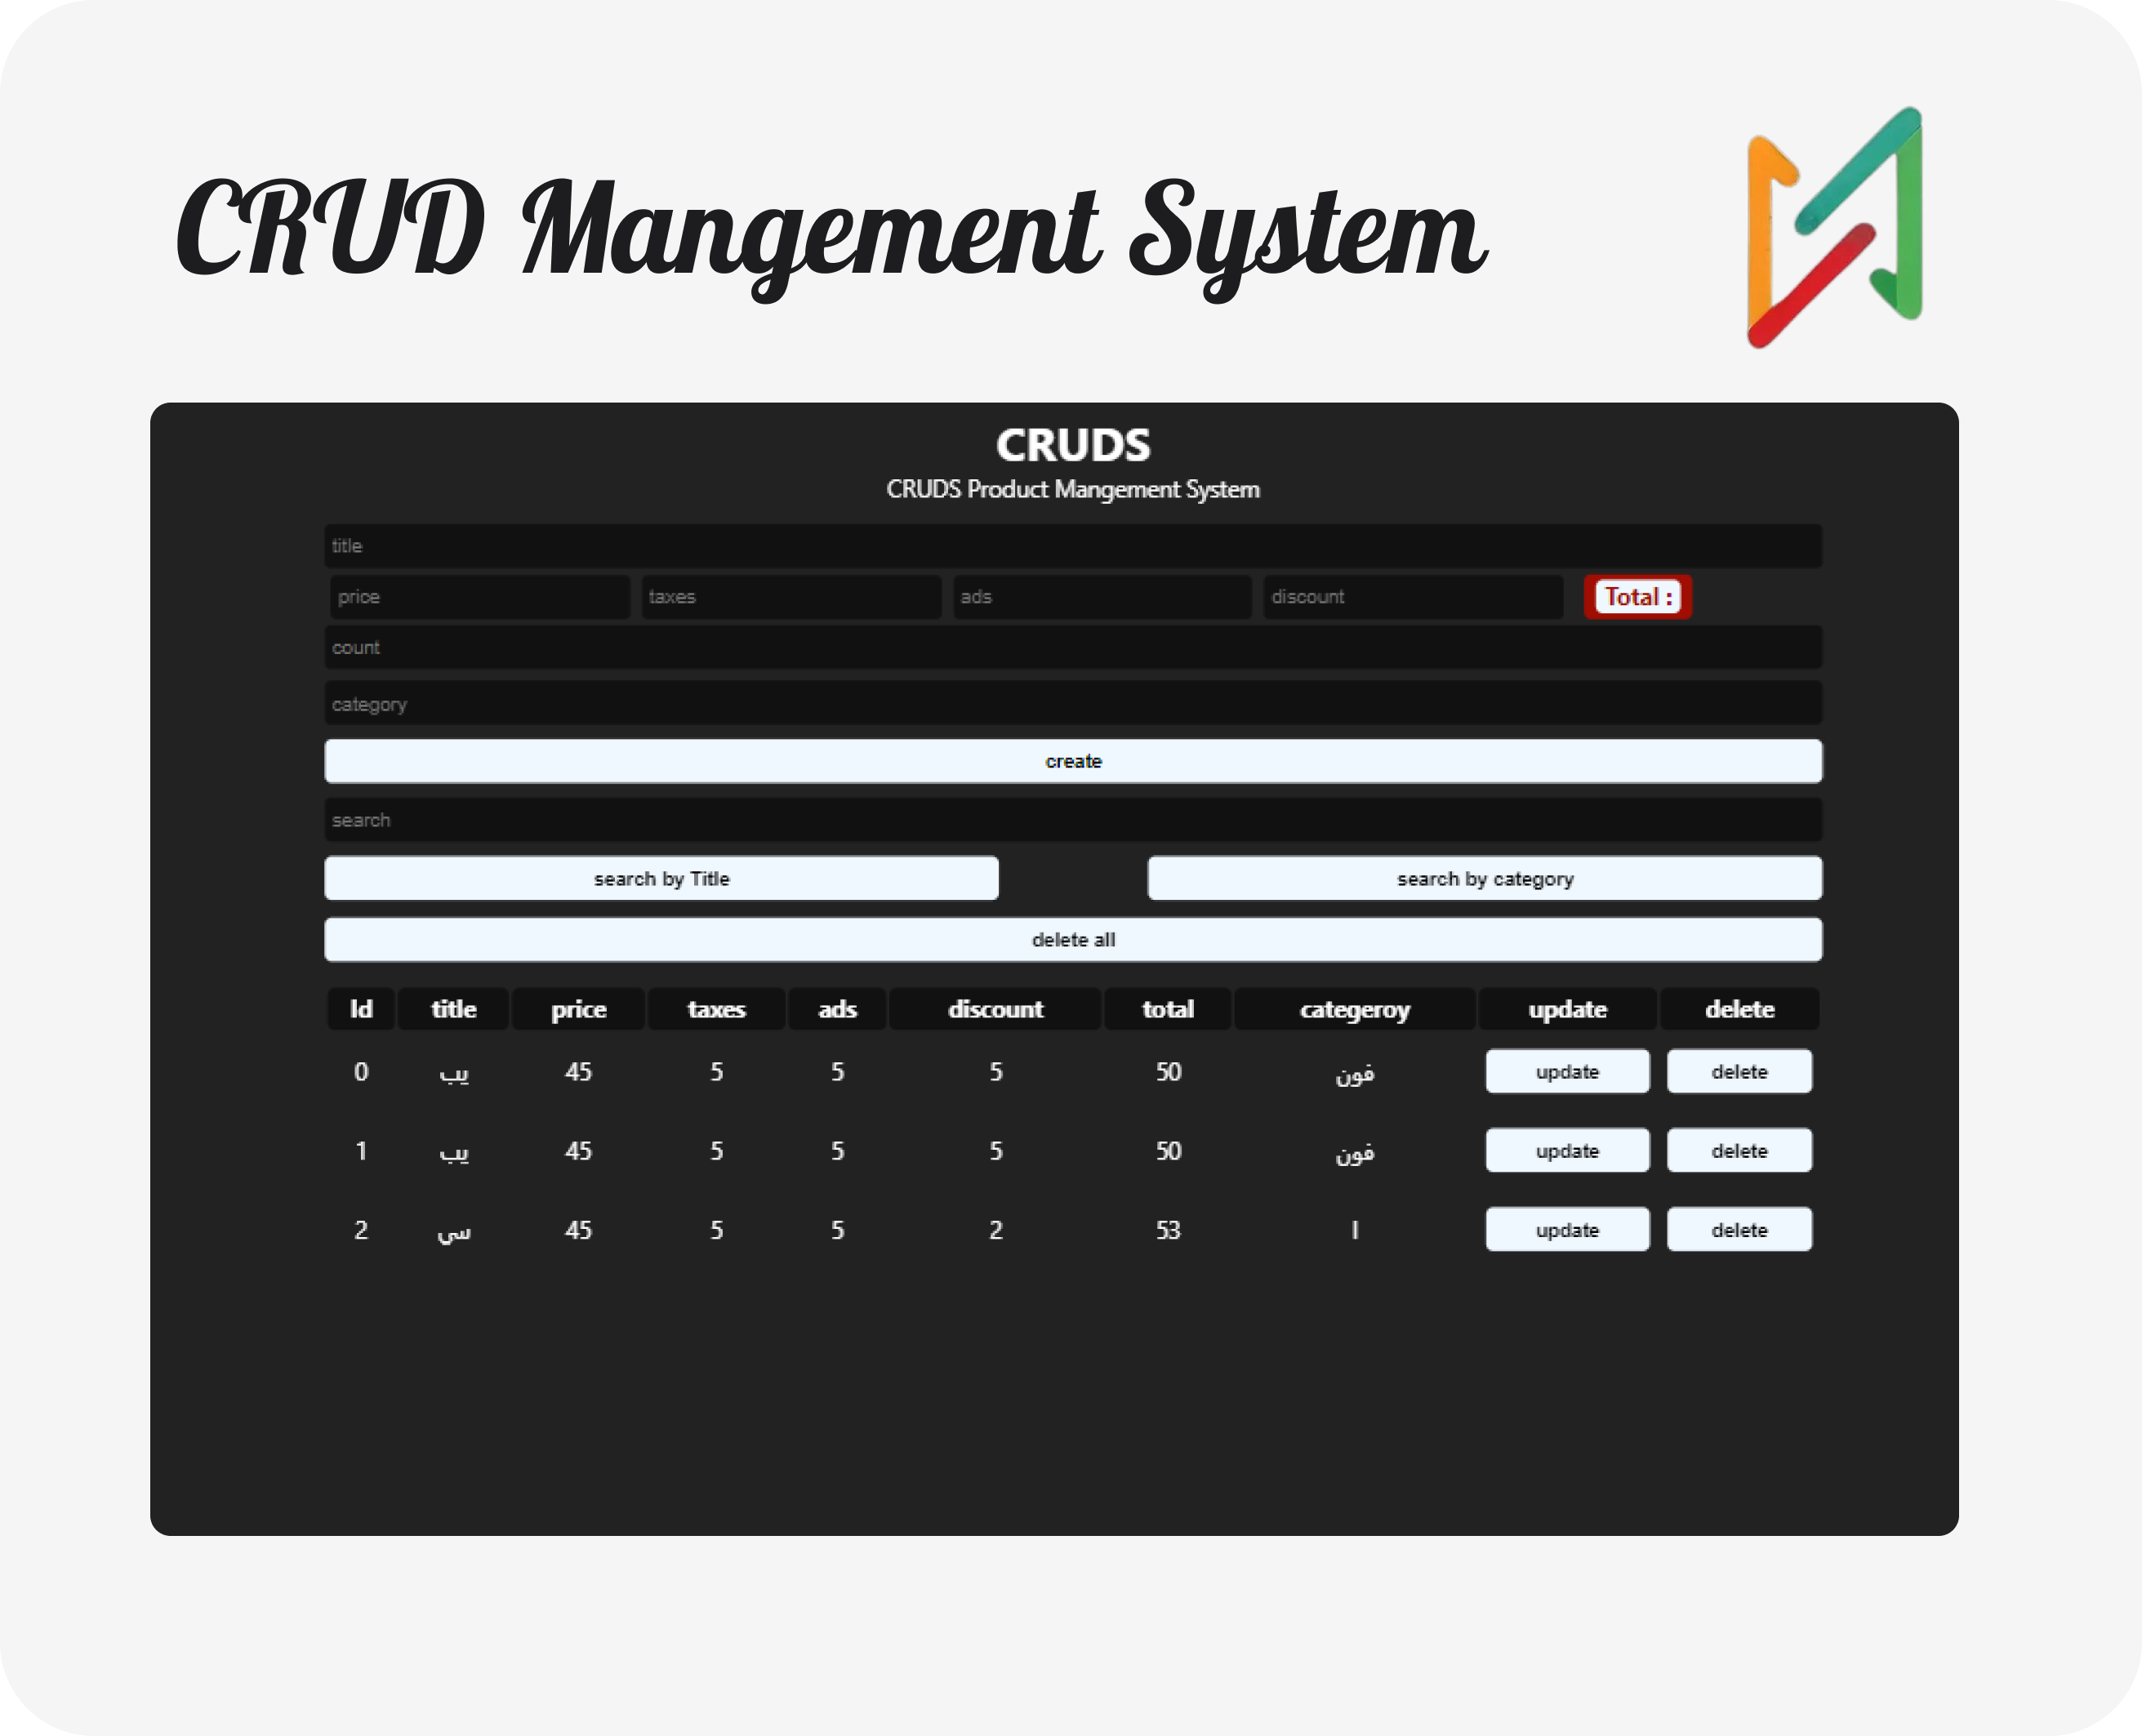 CRUD Mangement System
CRUDS
CRUDS Product Mangement System
title
price taxes ads discount Total :
count
category
create
search
search by Title search by category
delete all
Id title price taxes ads discount total categeroy update delete
0 يب 45 5 5 5 50 فون update delete
1 يب 45 5 5 5 50 فون update delete
2 سي 45 5 5 2 53 ا update delete